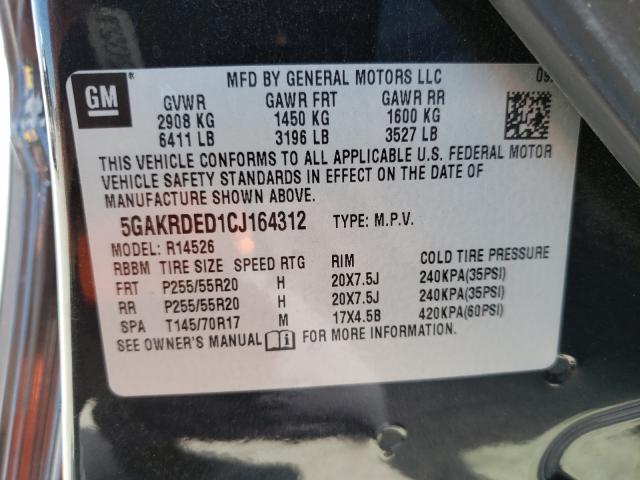 MFD BY GENERAL MOTORS LLC
GM
GVWR GAWR FRT GAWR RR
2908 KG 1450 KG 1600 KG
6411 LB 3196 LB 3527 LB
THIS VEHICLE CONFORMS TO ALL APPLICABLE U.S. FEDERAL MOTOR
VEHICLE SAFETY STANDARDS IN EFFECT ON THE DATE OF
MANUFACTURE SHOWN ABOVE.
5GAKRDED1CJ164312 TYPE: M.P.V.
MODEL: R14526
RBBM TIRE SIZE SPEED RTG RIM COLD TIRE PRESSURE
FRT P255/55R20 H 20X7.5J 240KPA(35PSI)
RR P255/55R20 H 20X7.5J 240KPA(35PSI)
SPA T145/70R17 M 17X4.5B 420KPA(60PSI)
SEE OWNER'S MANUAL FOR MORE INFORMATION.